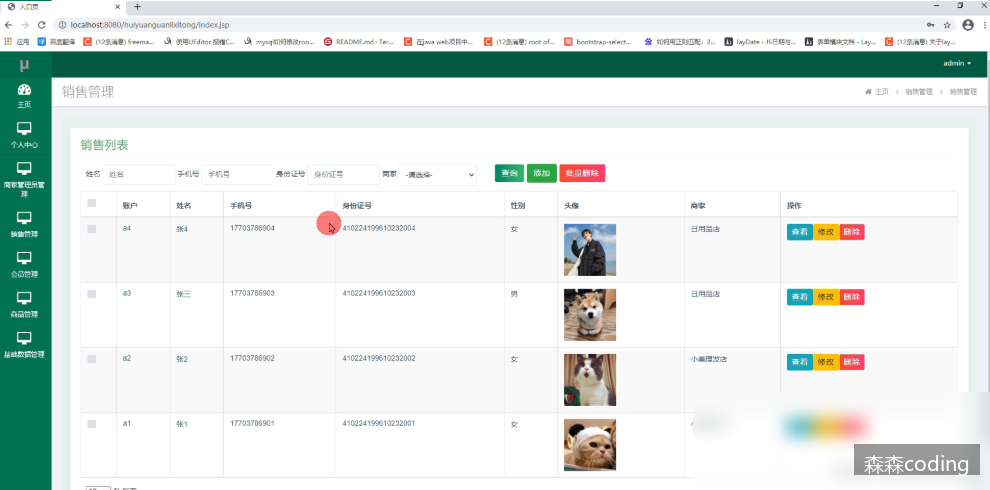 入口页
localhost:8080/huiyuanguanlixitong/index.jsp
应用 百度翻译 (12条消息) freema... 使用UEditor 报错C... mysql如何修改roo... README.md · Ter... 在java web项目中... (12条消息) root of... bootstrap-select... 如何用正则匹配：2... layDate - JS日期与... 表单模块文档 - Lay... (12条消息) 关于lay...
μ
admin
销售管理
主页 > 销售管理 > 销售管理
主页
个人中心
商家管理员管理
销售管理
会员管理
商品管理
基础数据管理
销售列表
姓名 姓名 手机号 手机号 身份证号 身份证号 商家 -请选择- 查询 添加 批量删除
账户 姓名 手机号 身份证号 性别 头像 商家 操作
a4 张4 17703786904 410224199610232004 女 日用品店 查看 修改 删除
a3 张三 17703786903 410224199610232003 男 日用品店 查看 修改 删除
a2 张2 17703786902 410224199610232002 女 小美理发店 查看 修改 删除
a1 张1 17703786901 410224199610232001 女
森森coding